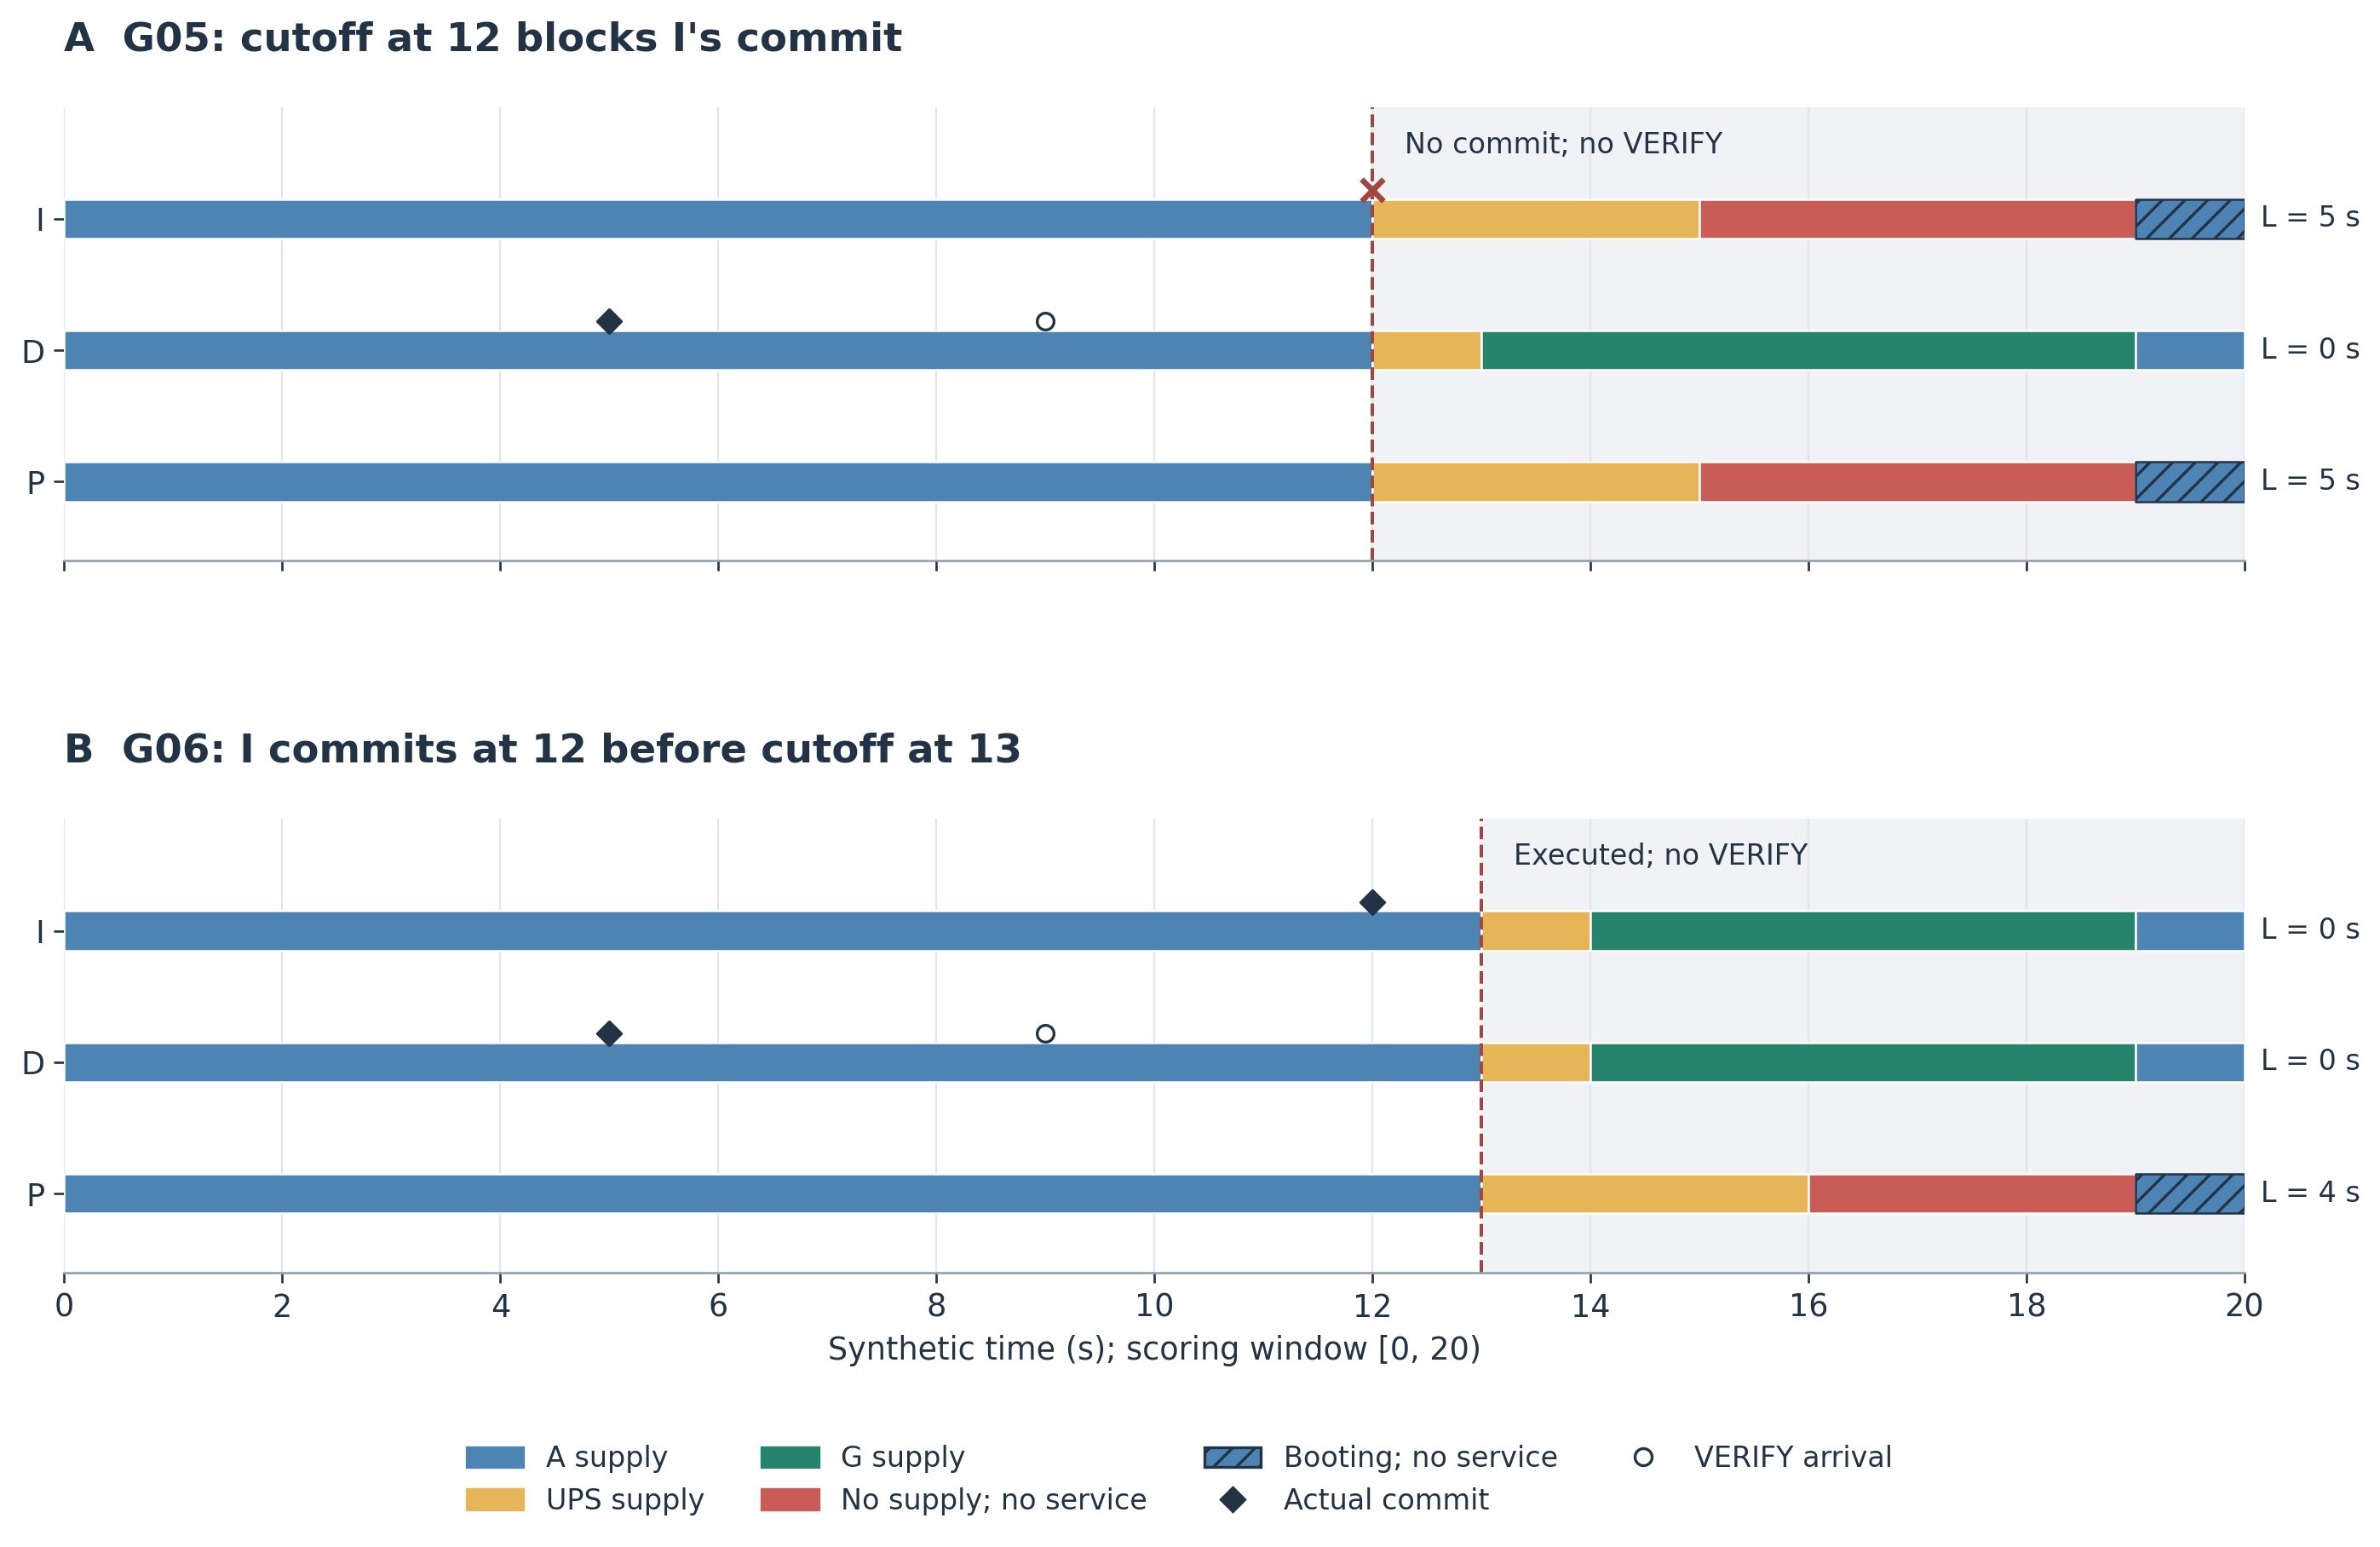 A  G05: cutoff at 12 blocks I's commit
No commit; no VERIFY
I
L = 5 s
D
L = 0 s
P
L = 5 s
B  G06: I commits at 12 before cutoff at 13
Executed; no VERIFY
I
L = 0 s
D
L = 0 s
P
L = 4 s
0 2 4 6 8 10 12 14 16 18 20
Synthetic time (s); scoring window [0, 20)
A supply
UPS supply
G supply
No supply; no service
Booting; no service
Actual commit
VERIFY arrival